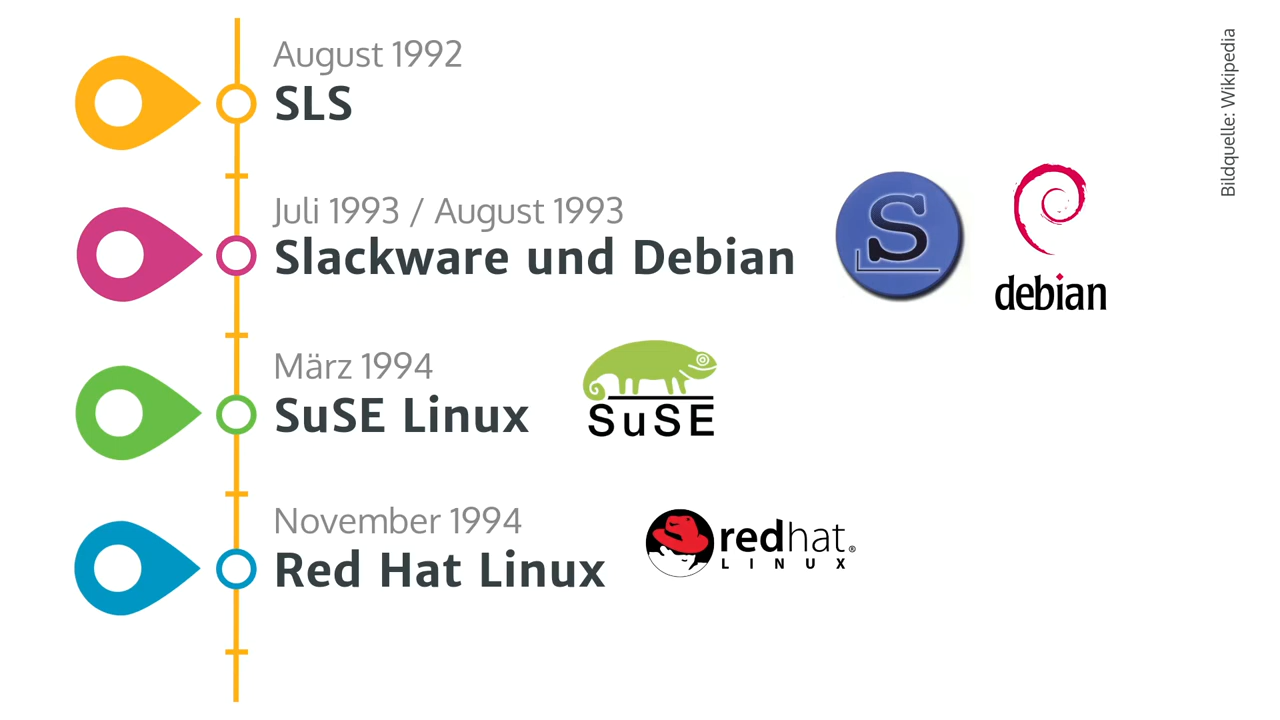 August 1992
SLS
Juli 1993 / August 1993
Slackware und Debian
S
debian
März 1994
SuSE Linux
SuSE
November 1994
Red Hat Linux
redhat®
LINUX
Bildquelle: Wikipedia